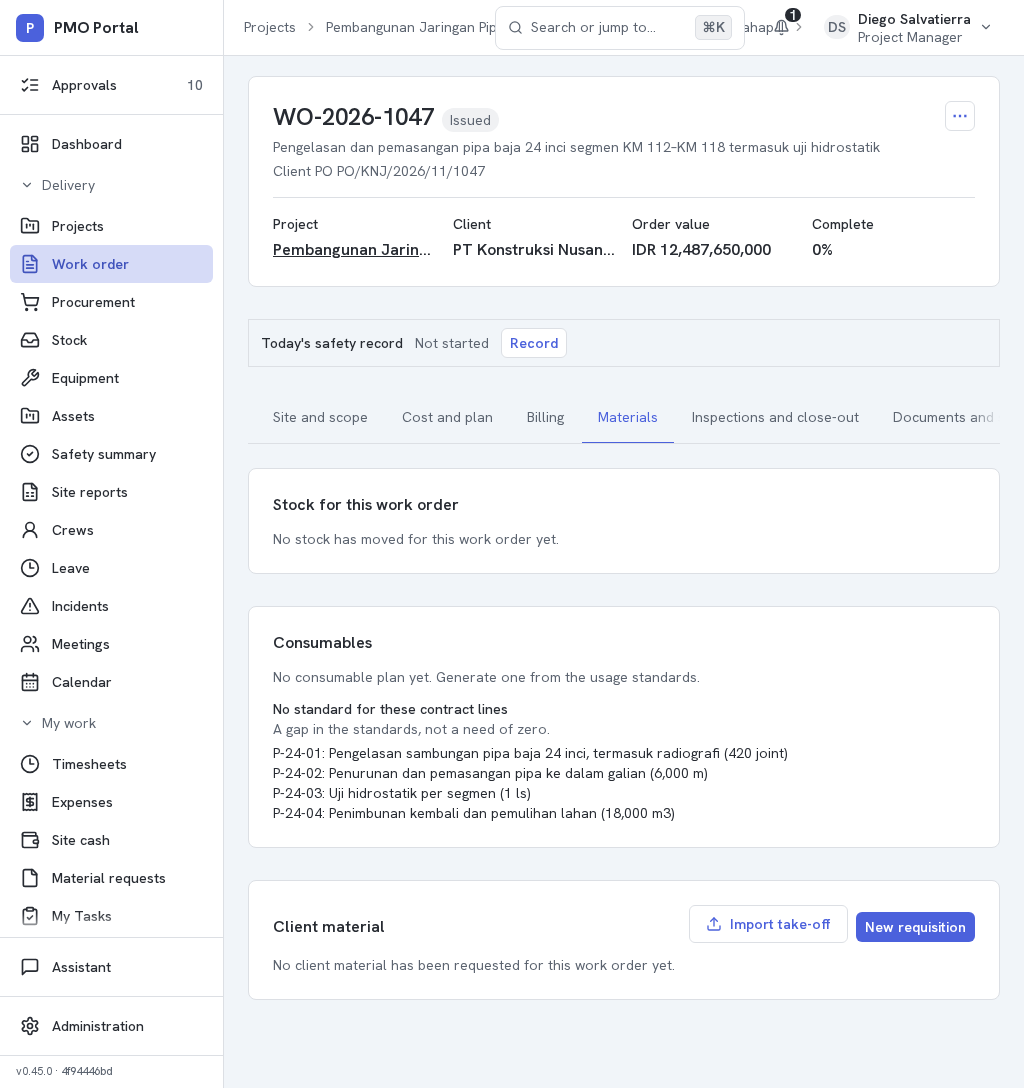 P PMO Portal
Approvals 10
Dashboard
Delivery
Projects
Work order
Procurement
Stock
Equipment
Assets
Safety summary
Site reports
Crews
Leave
Incidents
Meetings
Calendar
My work
Timesheets
Expenses
Site cash
Material requests
My Tasks
Assistant
Administration
v0.45.0 · 4f94446bd
Projects
Pembangunan Jaringan Pip
Search or jump to...
⌘K
ahap
1
DS
Diego Salvatierra
Project Manager
WO-2026-1047 Issued
Pengelasan dan pemasangan pipa baja 24 inci segmen KM 112–KM 118 termasuk uji hidrostatik
Client PO PO/KNJ/2026/11/1047
Project Client Order value Complete
Pembangunan Jarin... PT Konstruksi Nusan... IDR 12,487,650,000 0%
Today's safety record Not started Record
Site and scope Cost and plan Billing Materials Inspections and close-out Documents and
Stock for this work order
No stock has moved for this work order yet.
Consumables
No consumable plan yet. Generate one from the usage standards.
No standard for these contract lines
A gap in the standards, not a need of zero.
P-24-01: Pengelasan sambungan pipa baja 24 inci, termasuk radiografi (420 joint)
P-24-02: Penurunan dan pemasangan pipa ke dalam galian (6,000 m)
P-24-03: Uji hidrostatik per segmen (1 ls)
P-24-04: Penimbunan kembali dan pemulihan lahan (18,000 m3)
Client material Import take-off New requisition
No client material has been requested for this work order yet.